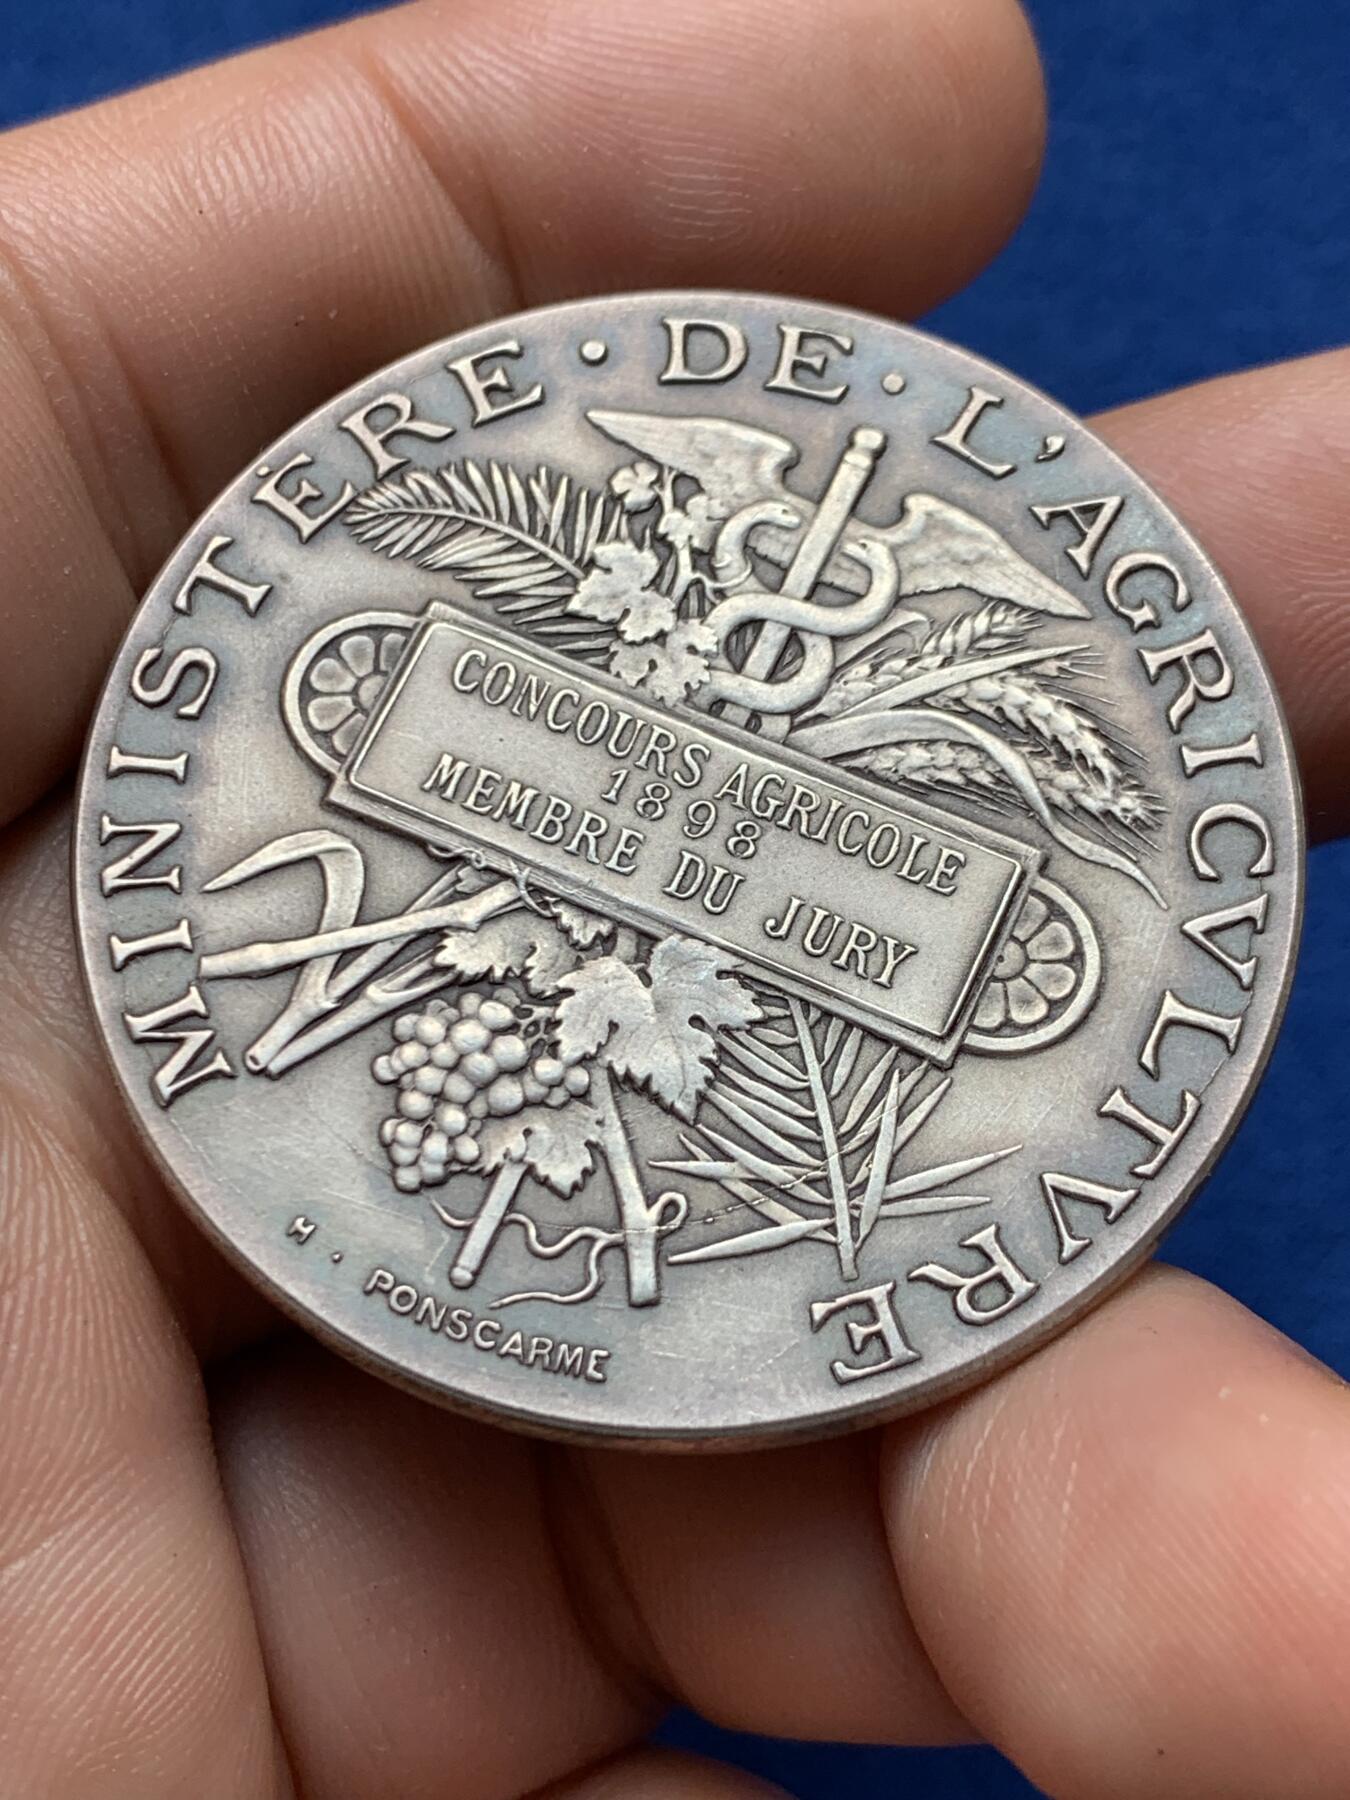 MINISTÈRE · DE · L'AGRICVLTVRE
CONCOURS AGRICOLE
1898
MEMBRE DU JURY
H · PONSCARME